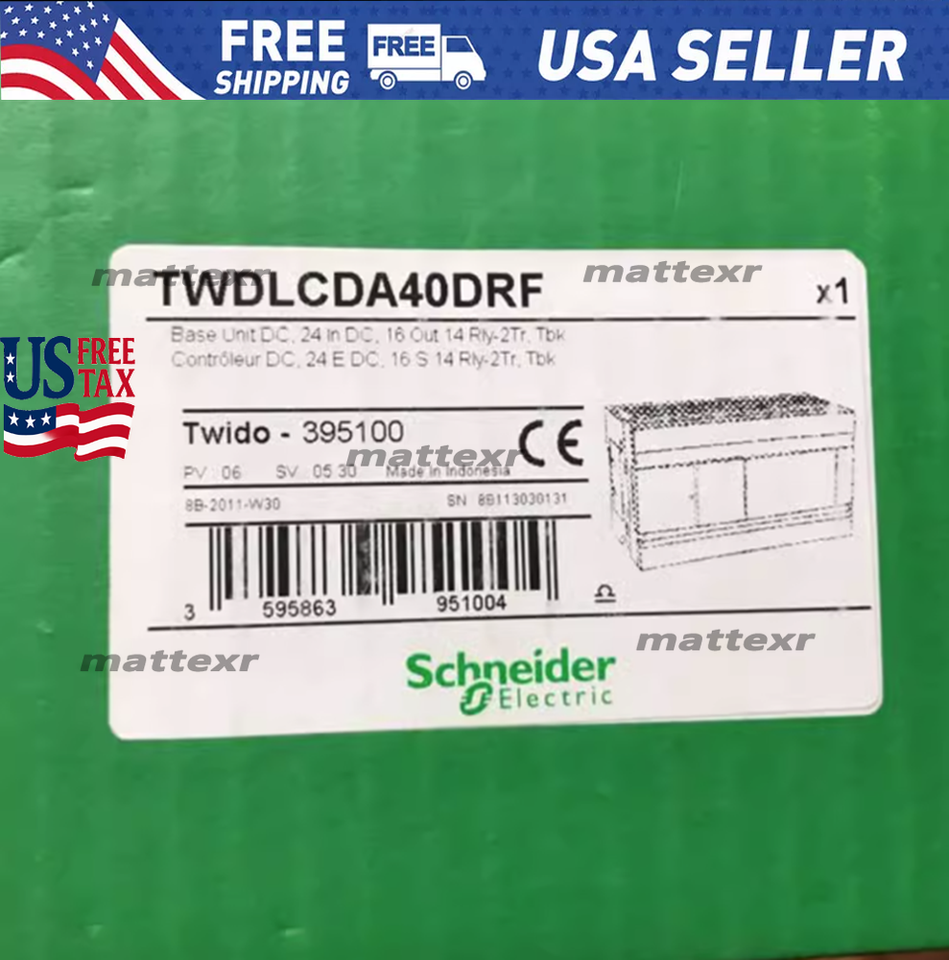 FREE SHIPPING
FREE
USA SELLER
mattexr
mattexr
TWDLCDA40DRF x1
Base Unit DC, 24 In DC, 16 Out 14 Rly-2Tr, Tbk
Contrôleur DC, 24 E DC, 16 S 14 Rly-2Tr, Tbk
US FREE TAX
Twido - 395100
CE
mattexr
PV : 06 SV : 05.30 Made in Indonesia
8B-2011-W30 SN 8B113030131
3 595863 951004
mattexr
mattexr
Schneider
Electric